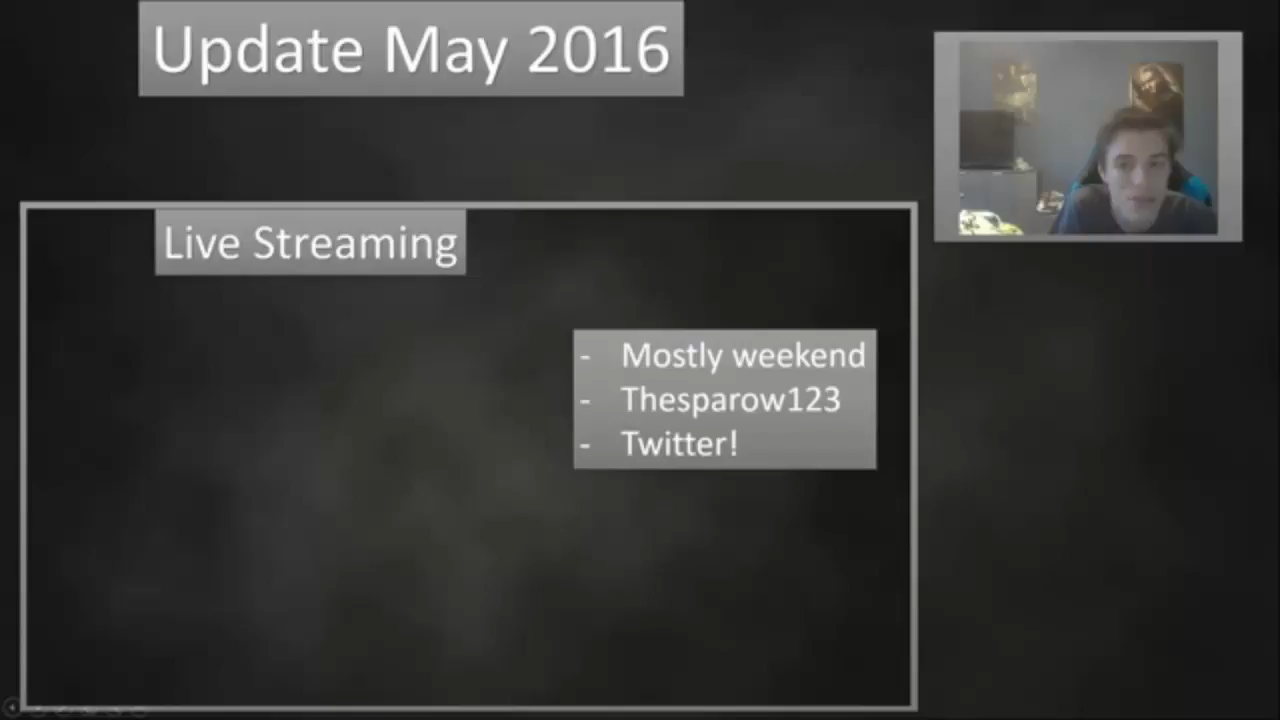 Update May 2016
Live Streaming
- Mostly weekend
- Thesparow123
- Twitter!